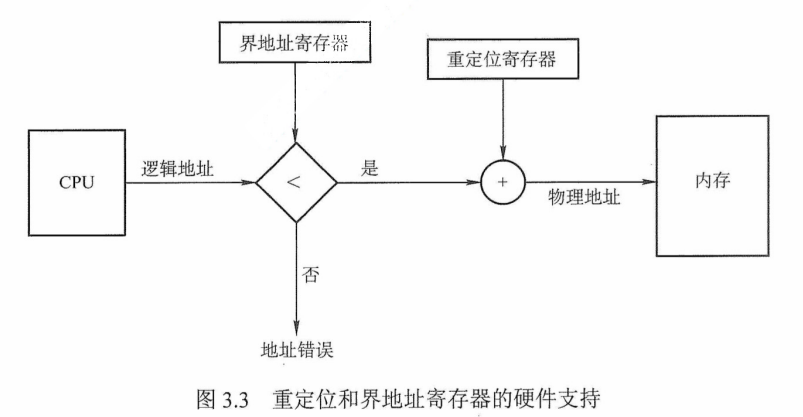 界地址寄存器
重定位寄存器
CPU
逻辑地址
<
是
+
物理地址
内存
否
地址错误
图 3.3 重定位和界地址寄存器的硬件支持